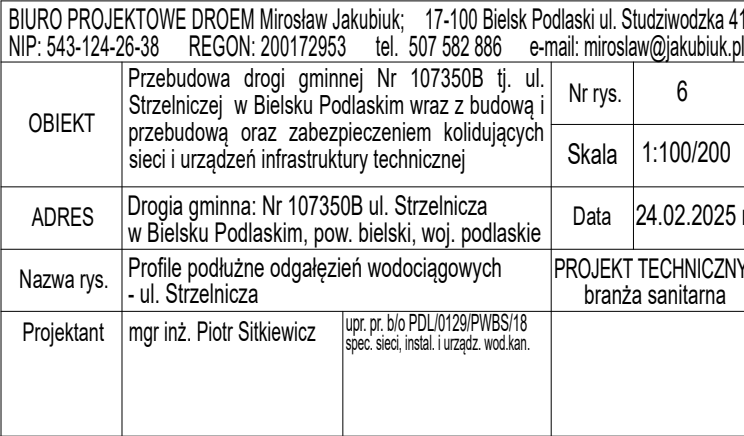 BIURO PROJEKTOWE DROEM Mirosław Jakubiuk; 17-100 Bielsk Podlaski ul. Studziwodzka 41
NIP: 543-124-26-38 REGON: 200172953 tel. 507 582 886 e-mail: miroslaw@jakubiuk.pl
OBIEKT
Przebudowa drogi gminnej Nr 107350B tj. ul.
Strzelniczej w Bielsku Podlaskim wraz z budową i
przebudową oraz zabezpieczeniem kolidujących
sieci i urządzeń infrastruktury technicznej
Nr rys. 6
Skala 1:100/200
ADRES
Drogia gminna: Nr 107350B ul. Strzelnicza
w Bielsku Podlaskim, pow. bielski, woj. podlaskie
Data 24.02.2025 r
Nazwa rys.
Profile podłużne odgałęzień wodociągowych
- ul. Strzelnicza
PROJEKT TECHNICZNY
branża sanitarna
Projektant mgr inż. Piotr Sitkiewicz
upr. pr. b/o PDL/0129/PWBS/18
spec. sieci, instal. i urządz. wod.kan.